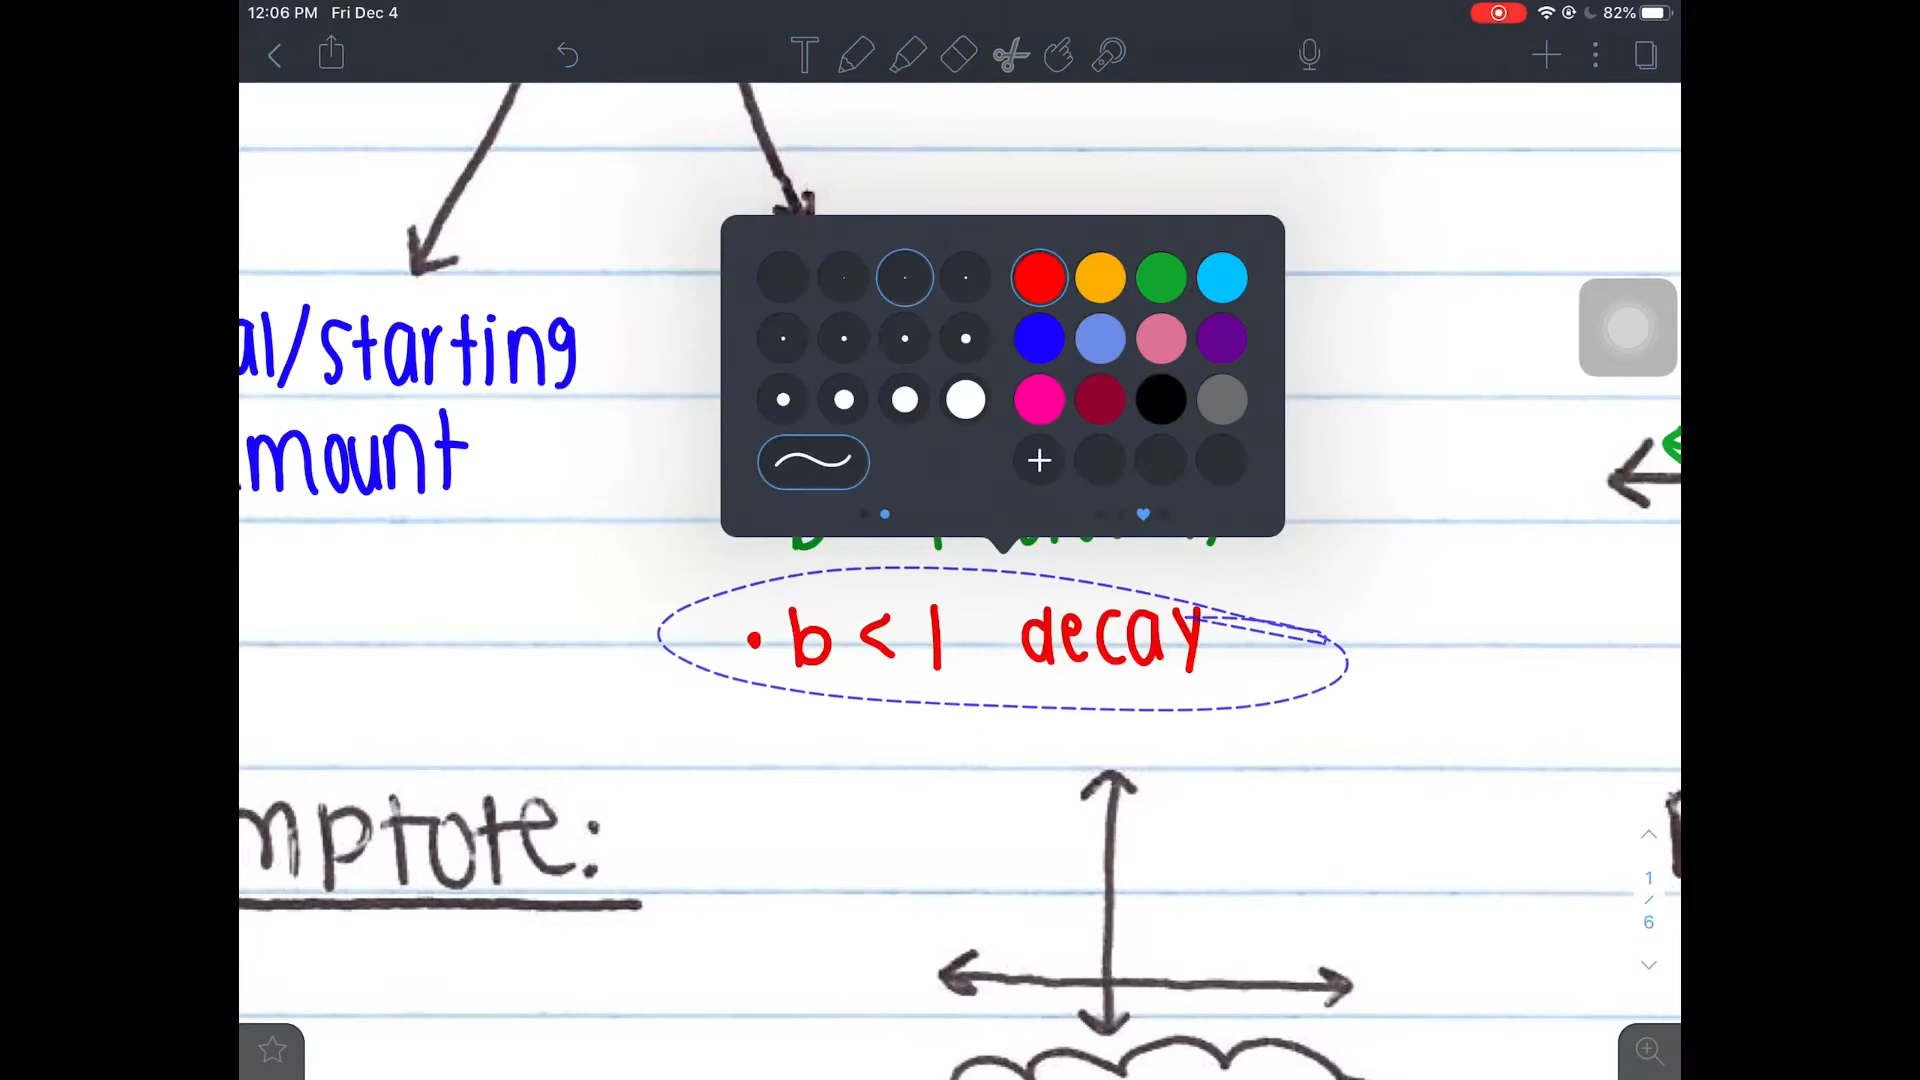 12:06 PM Fri Dec 4 82%
al/starting
mount
• b < 1 decay
mptote:
1
/
6